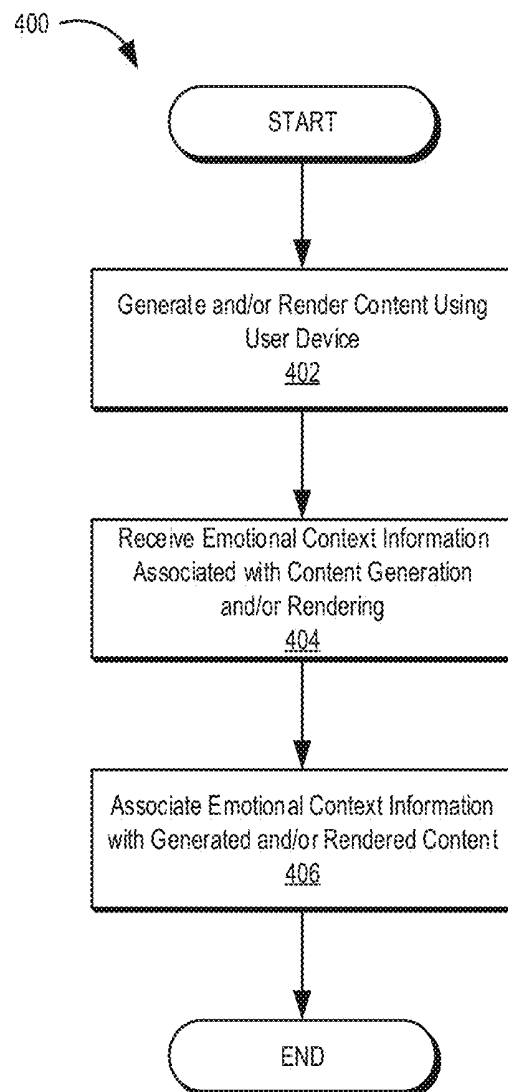 400
START
Generate and/or Render Content Using
User Device
402
Receive Emotional Context Information
Associated with Content Generation
and/or Rendering
404
Associate Emotional Context Information
with Generated and/or Rendered Content
406
END